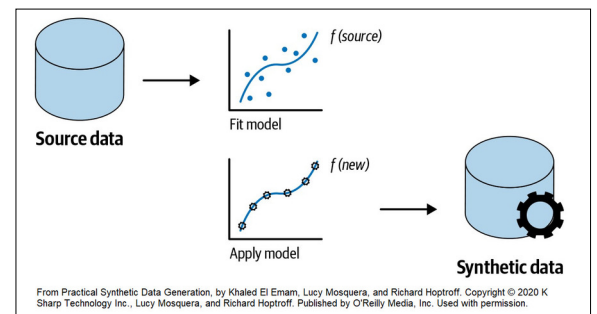 f (source)
Fit model
Source data
f (new)
Apply model
Synthetic data
From Practical Synthetic Data Generation, by Khaled El Emam, Lucy Mosquera, and Richard Hoptroff. Copyright © 2020 K
Sharp Technology Inc., Lucy Mosquera, and Richard Hoptroff. Published by O'Reilly Media, Inc. Used with permission.